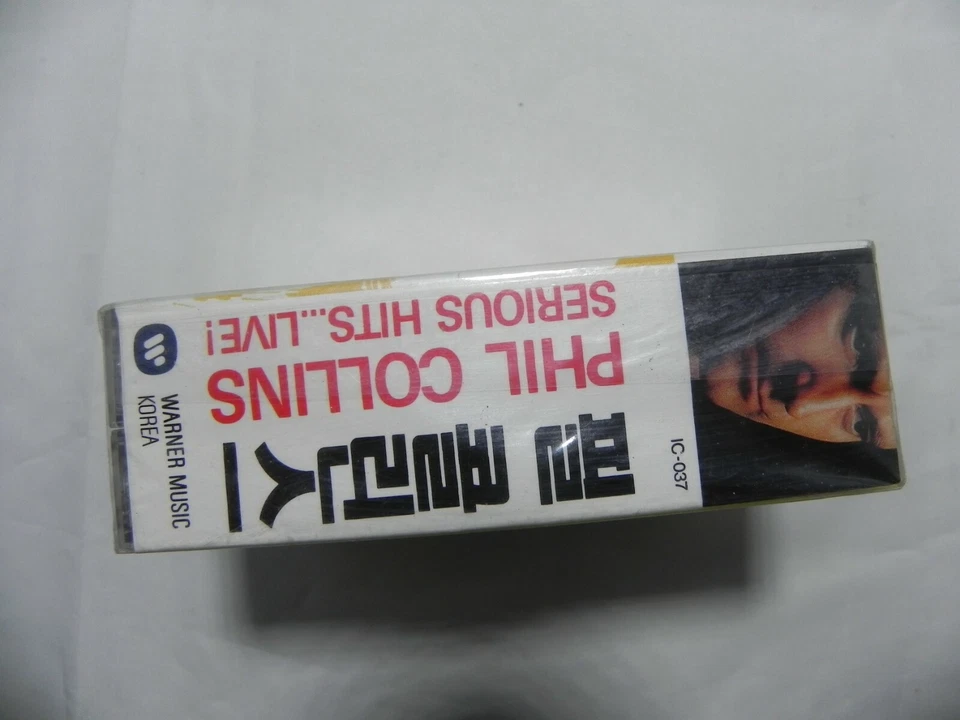 필 콜린스
PHIL COLLINS
SERIOUS HITS...LIVE!
IC-037
WARNER MUSIC
KOREA